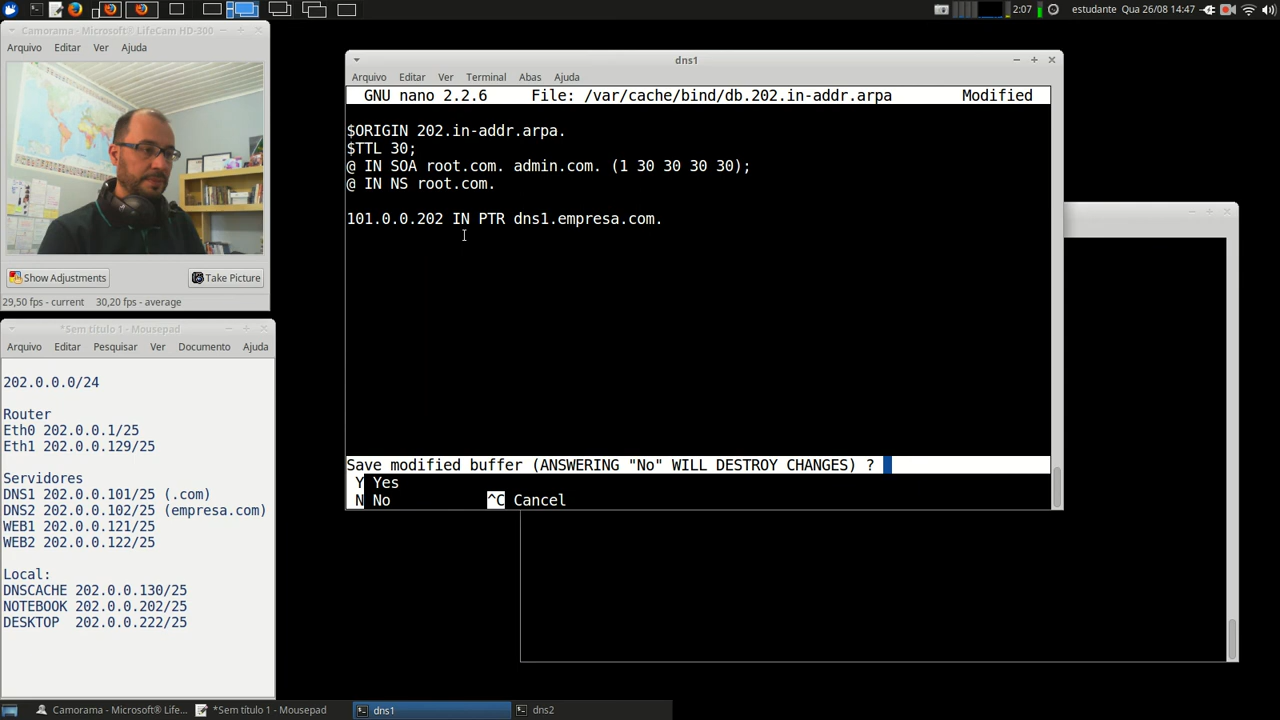 2:07
estudante
Qua 26/08 14:47
Camorama - Microsoft® LifeCam HD-300
Arquivo Editar Ver Ajuda
Show Adjustments
Take Picture
29,50 fps - current 30,20 fps - average
*Sem título 1 - Mousepad
Arquivo Editar Pesquisar Ver Documento Ajuda
202.0.0.0/24
Router
Eth0 202.0.0.1/25
Eth1 202.0.0.129/25
Servidores
DNS1 202.0.0.101/25 (.com)
DNS2 202.0.0.102/25 (empresa.com)
WEB1 202.0.0.121/25
WEB2 202.0.0.122/25
Local:
DNSCACHE 202.0.0.130/25
NOTEBOOK 202.0.0.202/25
DESKTOP 202.0.0.222/25
dns1
Arquivo Editar Ver Terminal Abas Ajuda
GNU nano 2.2.6 File: /var/cache/bind/db.202.in-addr.arpa Modified
$ORIGIN 202.in-addr.arpa.
$TTL 30;
@ IN SOA root.com. admin.com. (1 30 30 30 30);
@ IN NS root.com.
101.0.0.202 IN PTR dns1.empresa.com.
Save modified buffer (ANSWERING "No" WILL DESTROY CHANGES) ?
Y Yes
N No ^C Cancel
Camorama - Microsoft® LifeC...
*Sem título 1 - Mousepad
dns1
dns2